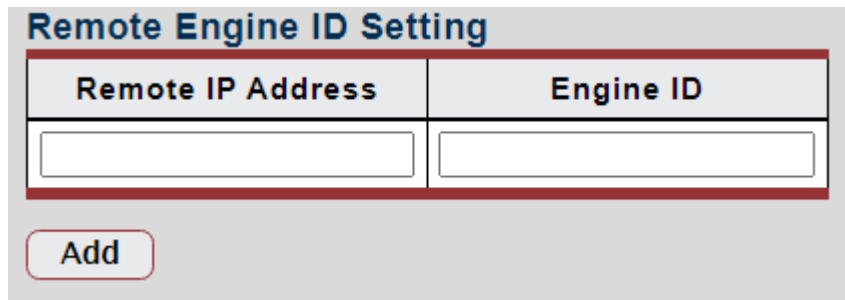 Remote Engine ID Setting
Remote IP Address Engine ID
Add